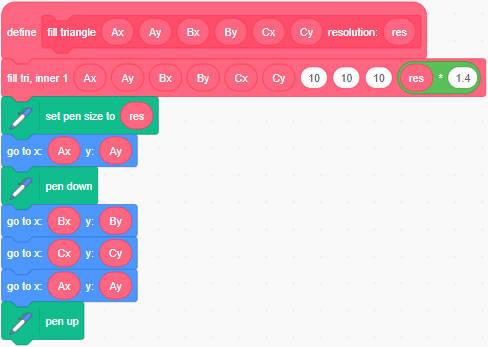 define fill triangle Ax Ay Bx By Cx Cy resolution: res
fill tri, inner 1 Ax Ay Bx By Cx Cy 10 10 10 res * 1.4
set pen size to res
go to x: Ax y: Ay
pen down
go to x: Bx y: By
go to x: Cx y: Cy
go to x: Ax y: Ay
pen up